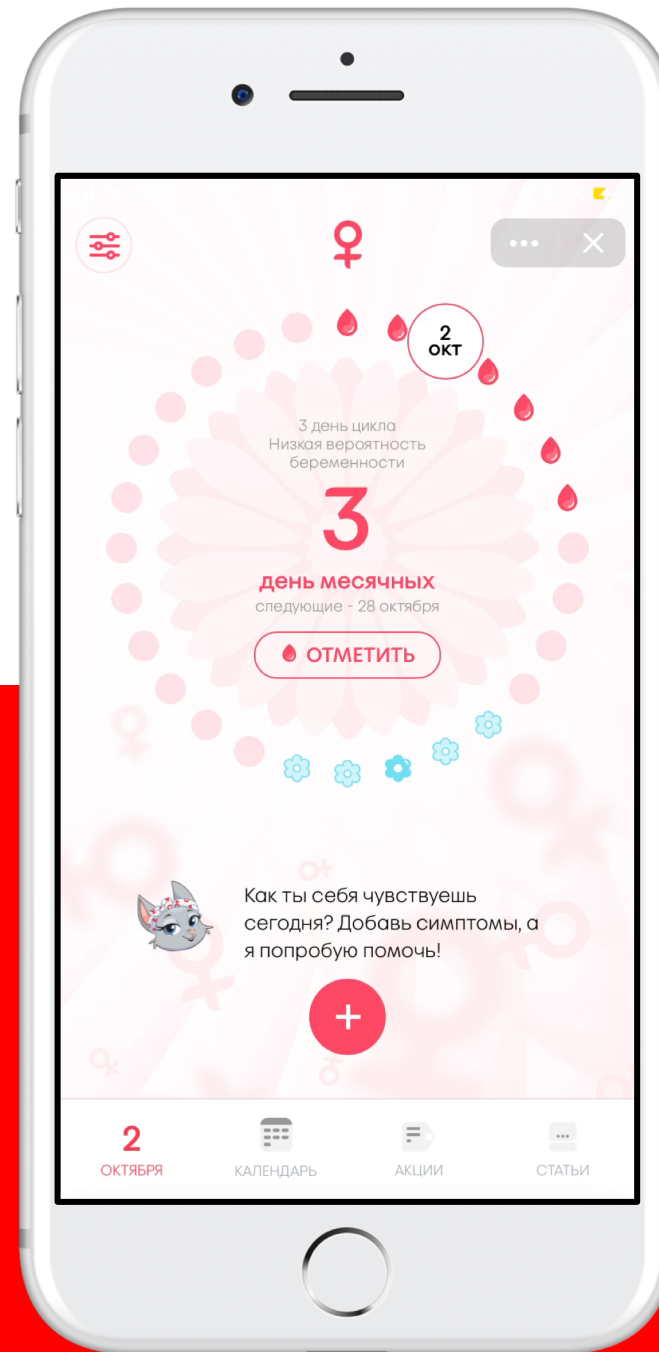 2
ОКТ
3 день цикла
Низкая вероятность
беременности
3
день месячных
следующие - 28 октября
ОТМЕТИТЬ
Как ты себя чувствуешь
сегодня? Добавь симптомы, а
я попробую помочь!
2
ОКТЯБРЯ
КАЛЕНДАРЬ
АКЦИИ
СТАТЬИ